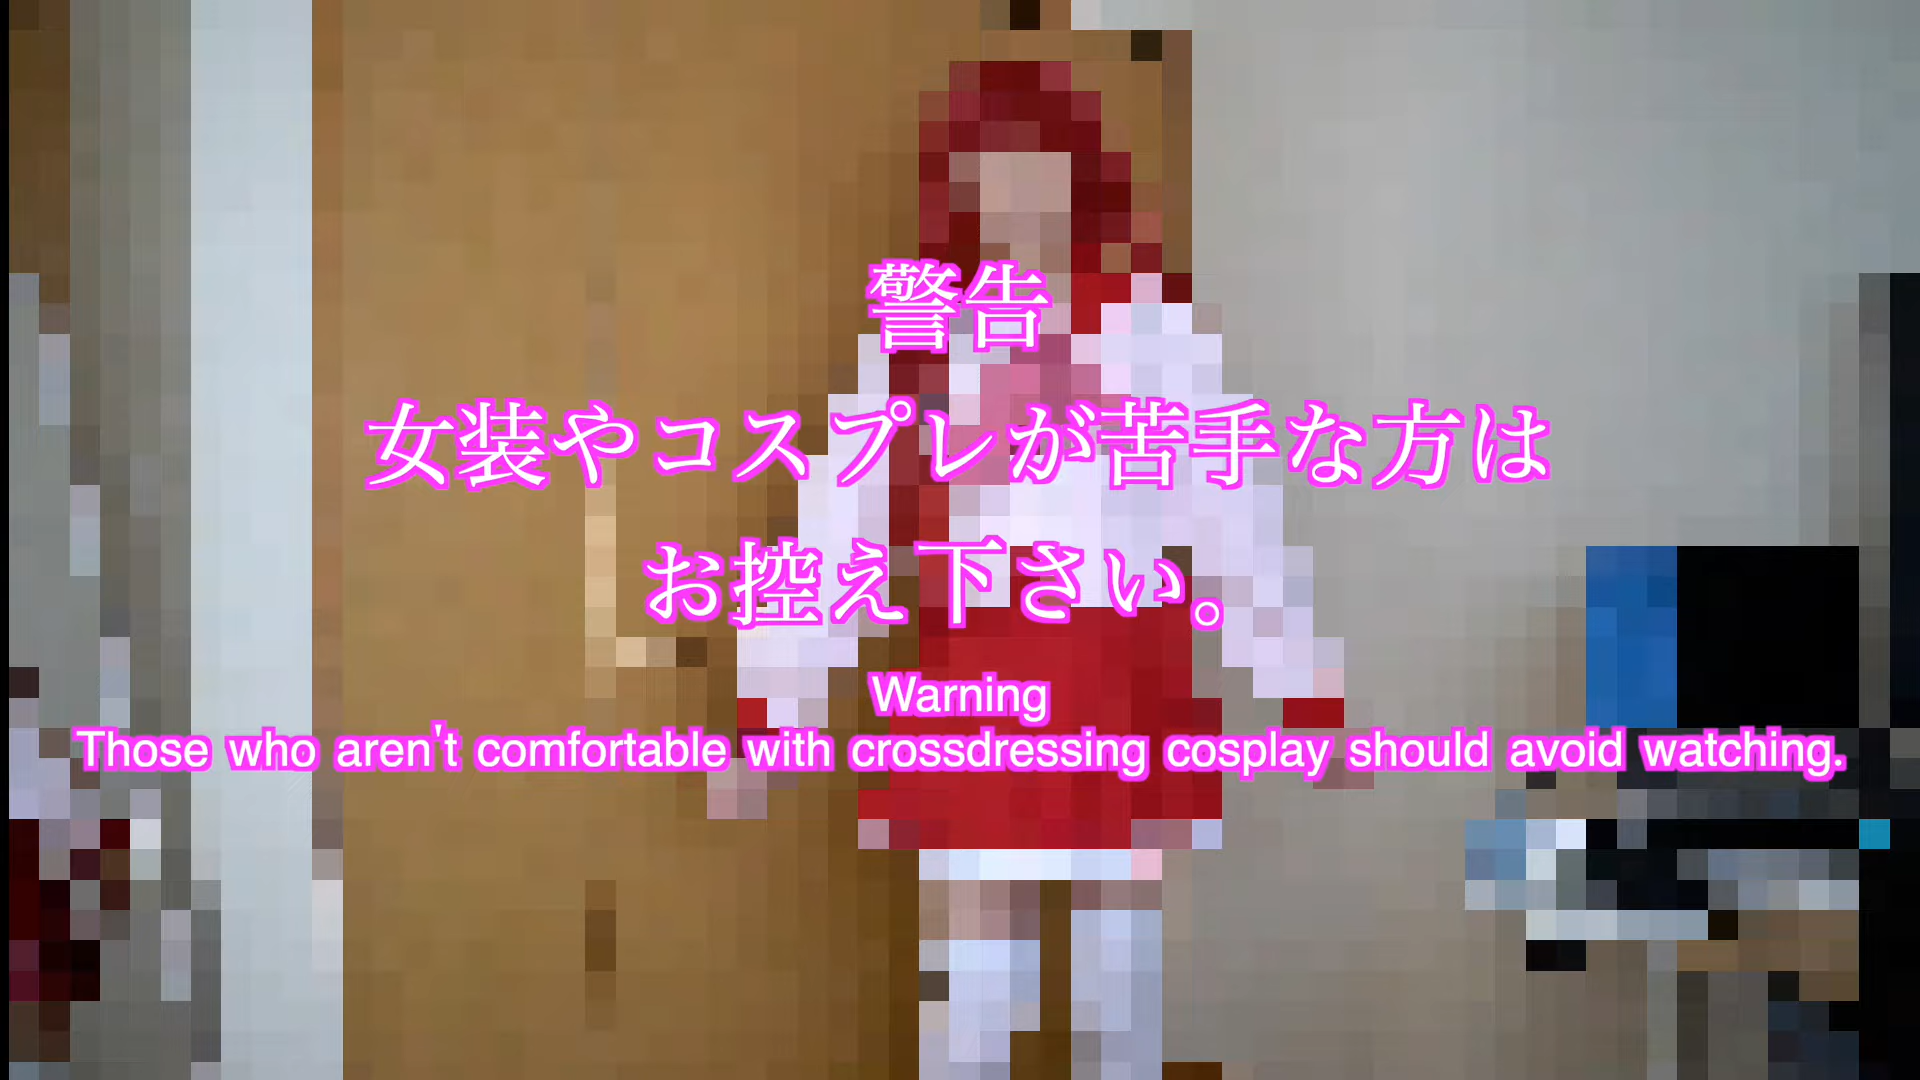 警告
女装やコスプレが苦手な方は
お控え下さい。
Warning
Those who aren't comfortable with crossdressing cosplay should avoid watching.